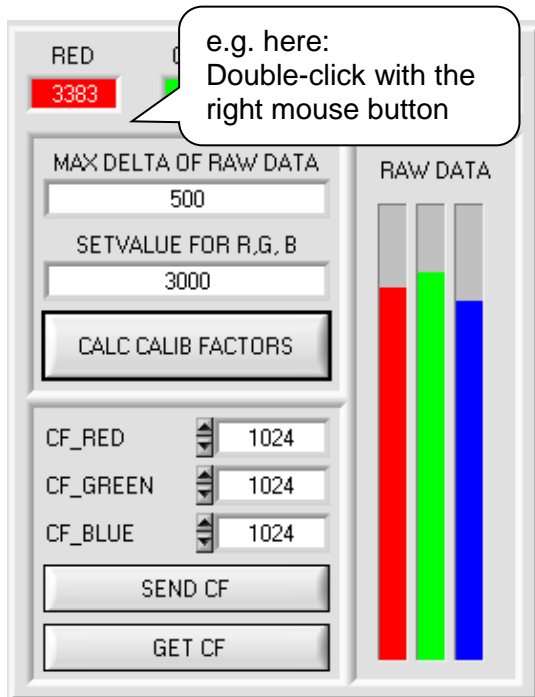 RED
e.g. here:
Double-click with the
right mouse button
3383
MAX DELTA OF RAW DATA
500
SETVALUE FOR R,G, B
3000
CALC CALIB FACTORS
RAW DATA
CF_RED 1024
CF_GREEN 1024
CF_BLUE 1024
SEND CF
GET CF